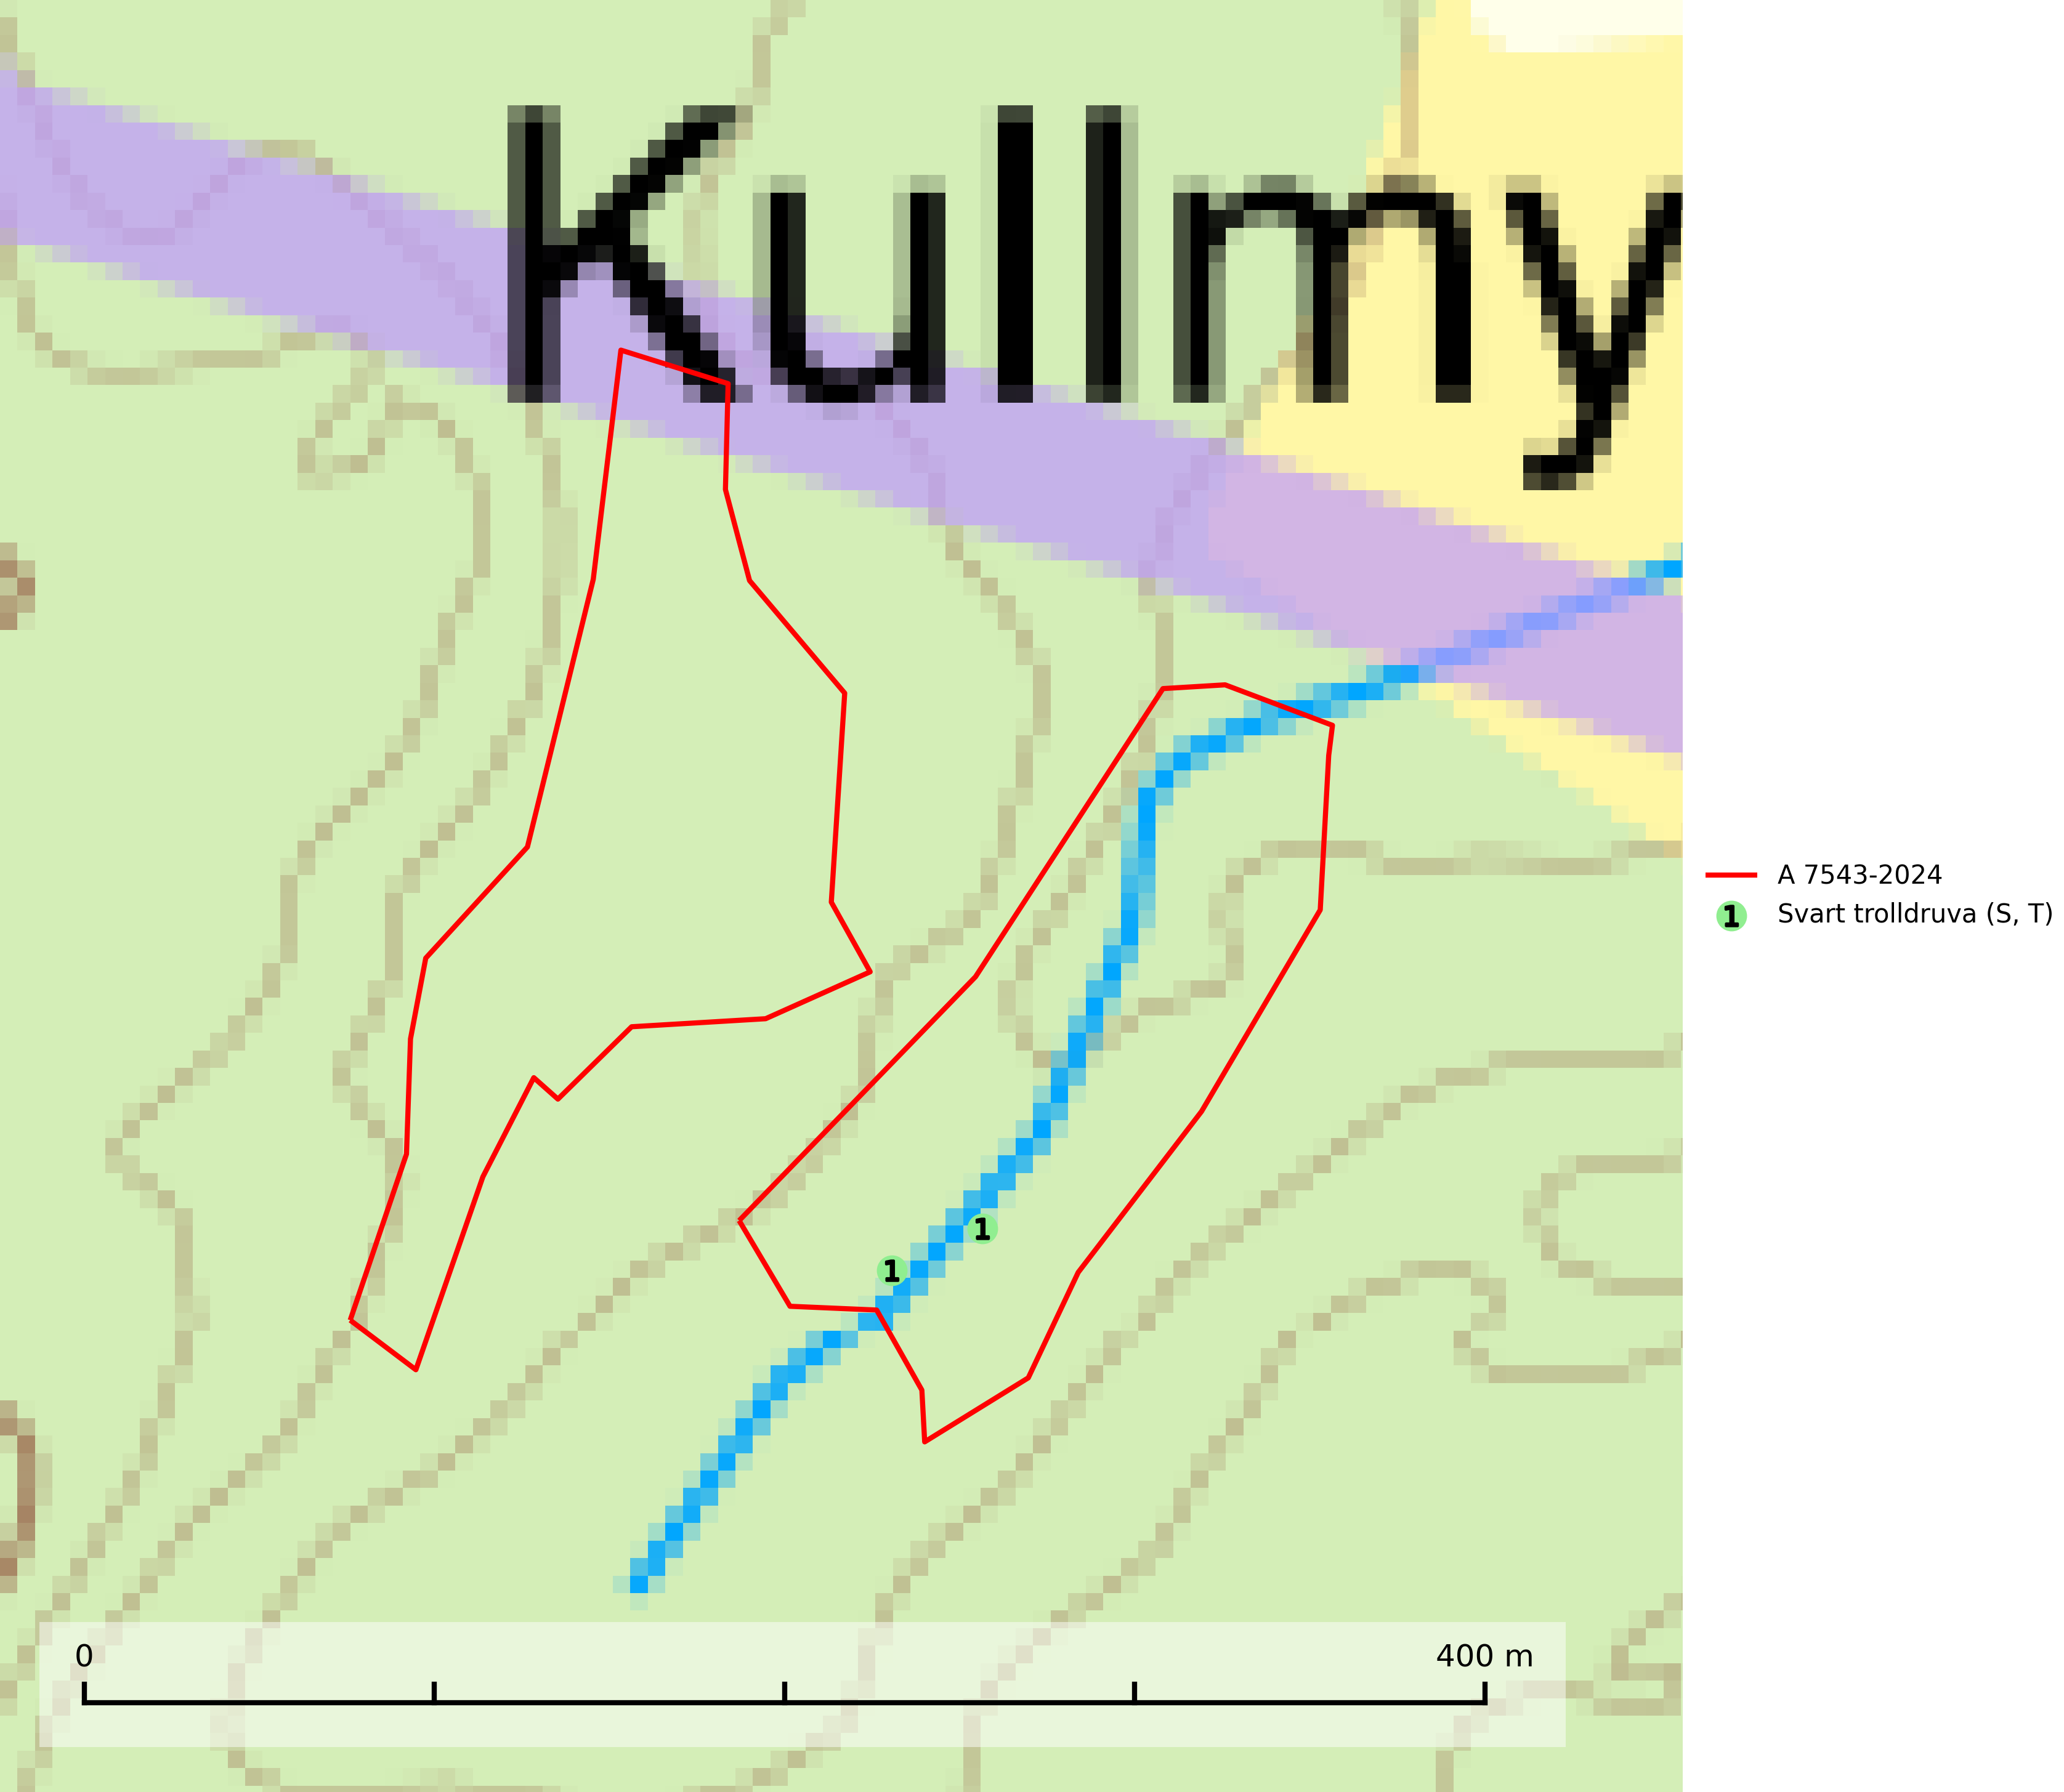 Kullmy
A 7543-2024
1 Svart trolldruva (S, T)
1
1
0 400 m